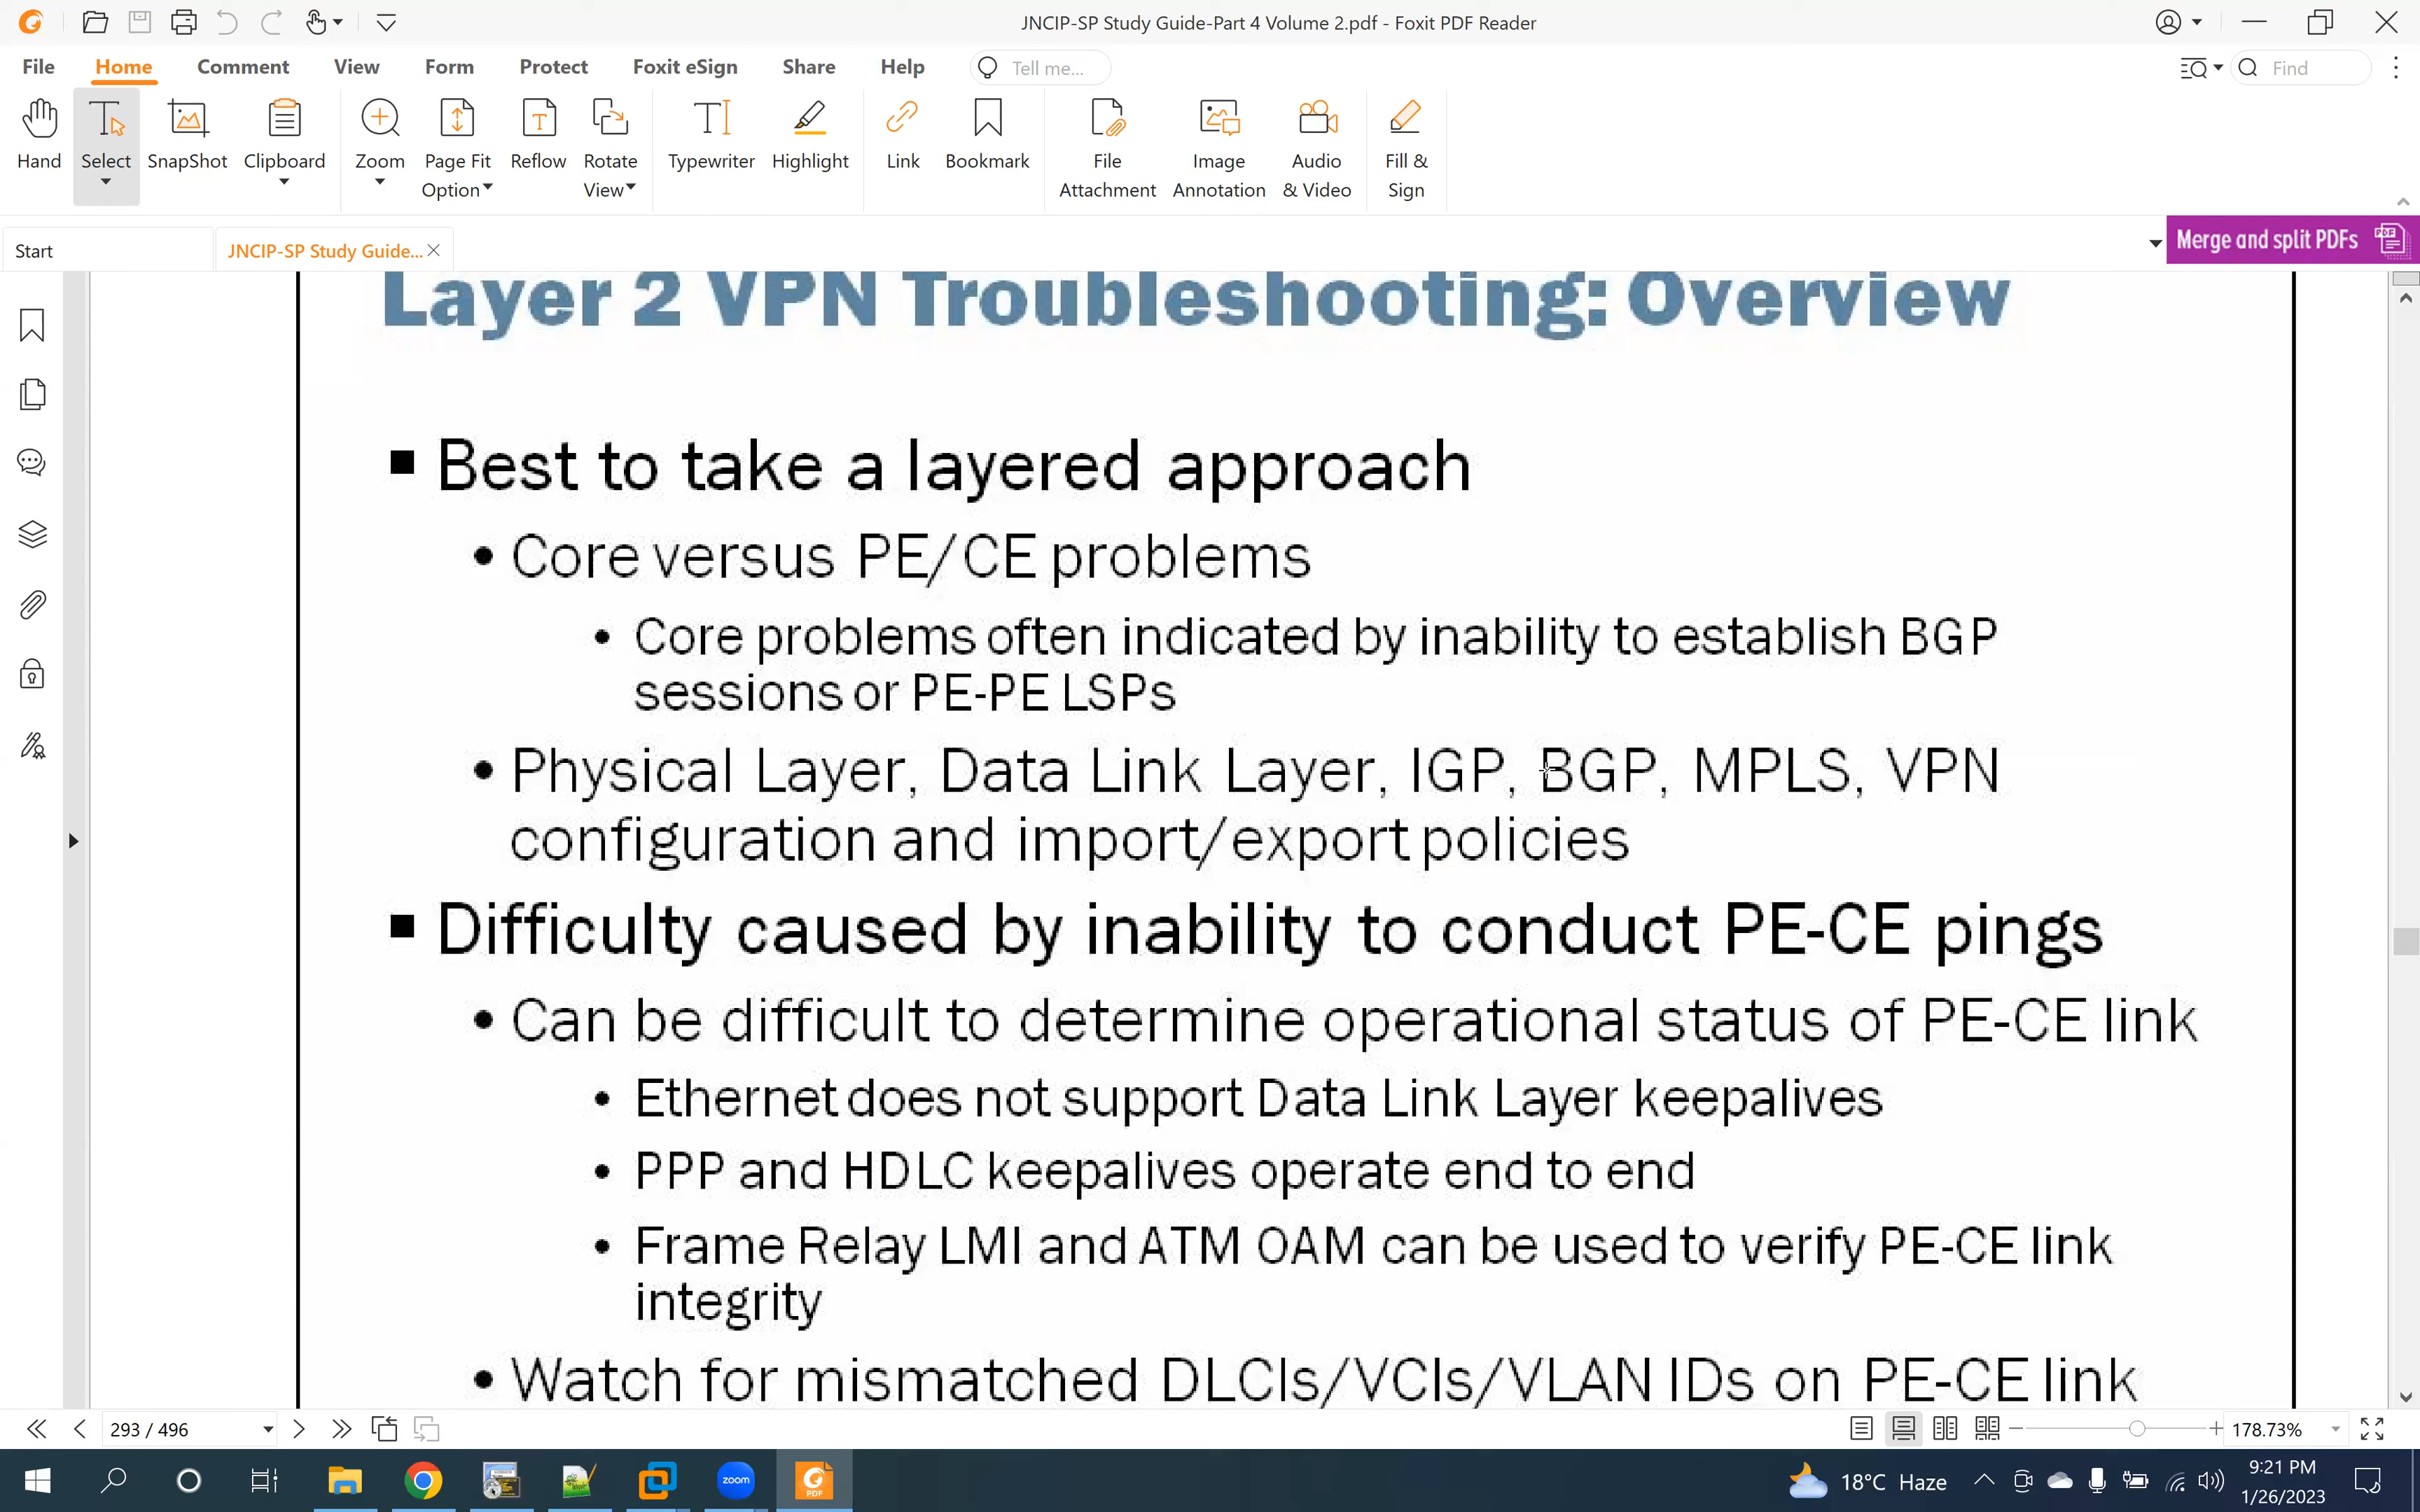 JNCIP-SP Study Guide-Part 4 Volume 2.pdf - Foxit PDF Reader
File Home Comment View Form Protect Foxit eSign Share Help Tell me... Find
Hand Select SnapShot Clipboard Zoom Page Fit Option Reflow Rotate View Typewriter Highlight Link Bookmark File Attachment Image Annotation Audio & Video Fill & Sign
Start JNCIP-SP Study Guide... Merge and split PDFs
PDF
Layer 2 VPN Troubleshooting: Overview
■ Best to take a layered approach
• Core versus PE/CE problems
• Core problems often indicated by inability to establish BGP
sessions or PE-PE LSPs
• Physical Layer, Data Link Layer, IGP, BGP, MPLS, VPN
configuration and import/export policies
■ Difficulty caused by inability to conduct PE-CE pings
• Can be difficult to determine operational status of PE-CE link
• Ethernet does not support Data Link Layer keepalives
• PPP and HDLC keepalives operate end to end
• Frame Relay LMI and ATM OAM can be used to verify PE-CE link
integrity
• Watch for mismatched DLCIs/VCIs/VLAN IDs on PE-CE link
293 / 496 178.73%
zoom PDF 18°C Haze 9:21 PM
1/26/2023